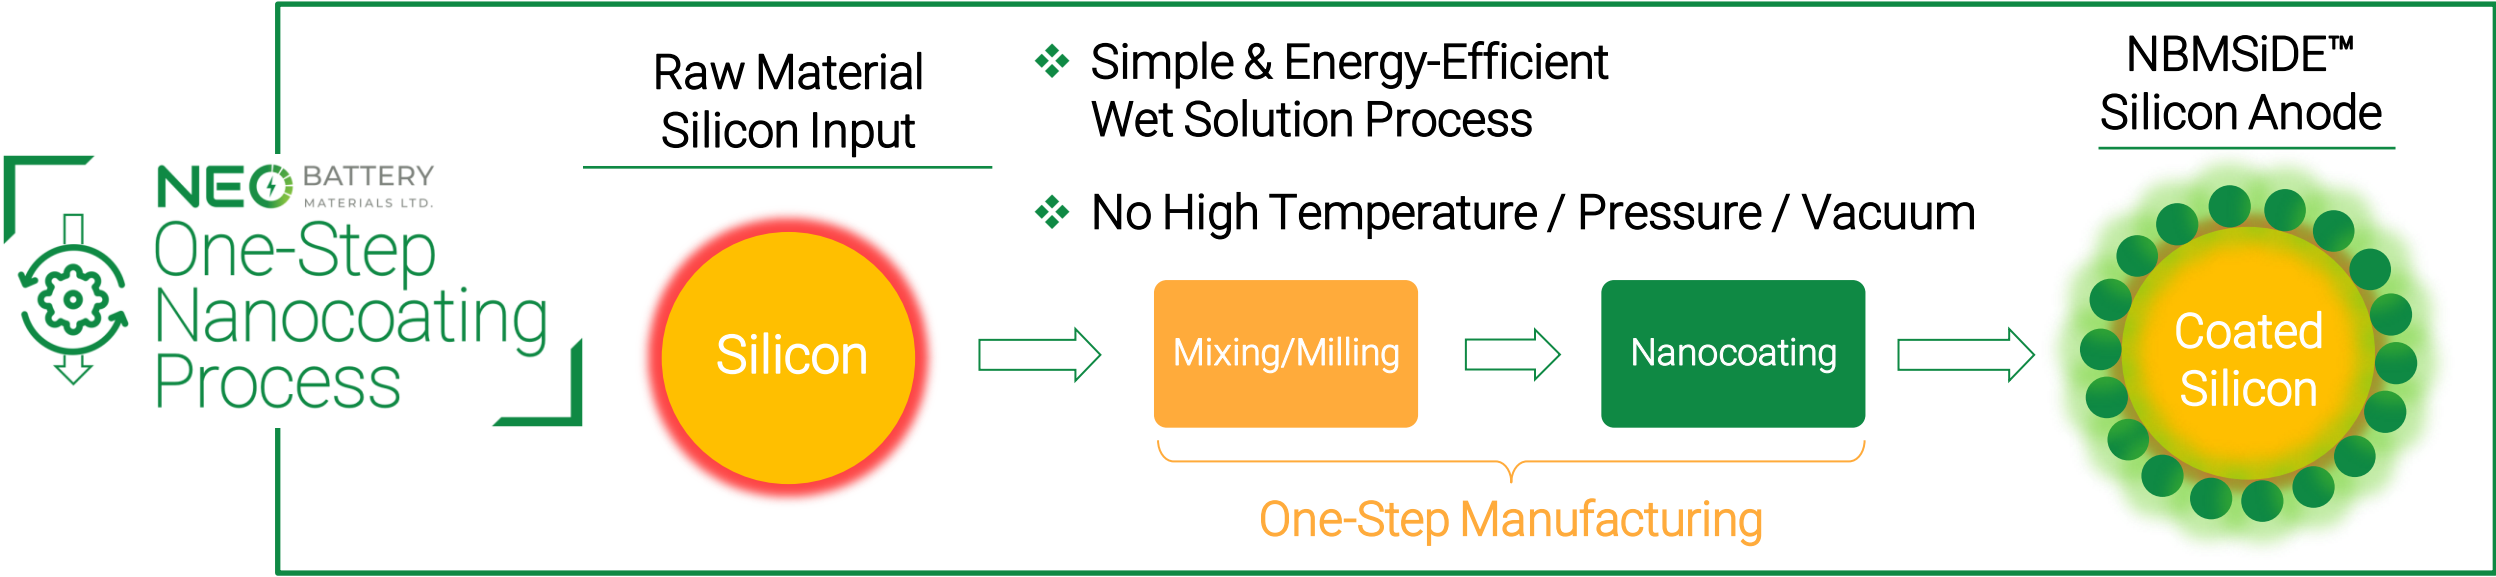 NEO BATTERY
MATERIALS LTD.
One-Step
Nanocoating
Process
Raw Material
Silicon Input
Silicon
Simple & Energy-Efficient
Wet Solution Process
No High Temperature / Pressure / Vacuum
Mixing/Milling
Nanocoating
One-Step Manufacturing
NBMSiDE™
Silicon Anode
Coated
Silicon